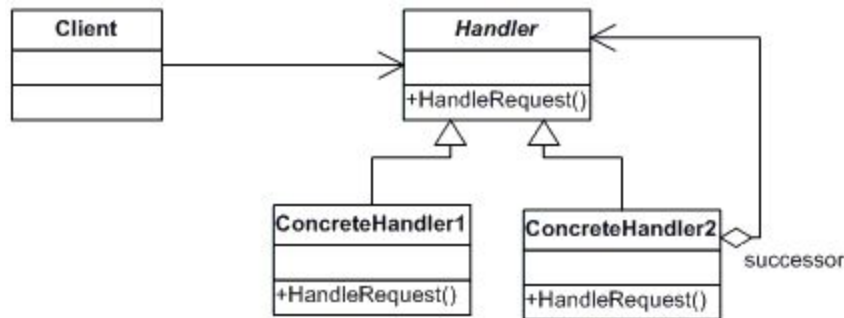 Client
Handler
+HandleRequest()
ConcreteHandler1
+HandleRequest()
ConcreteHandler2
successor
+HandleRequest()